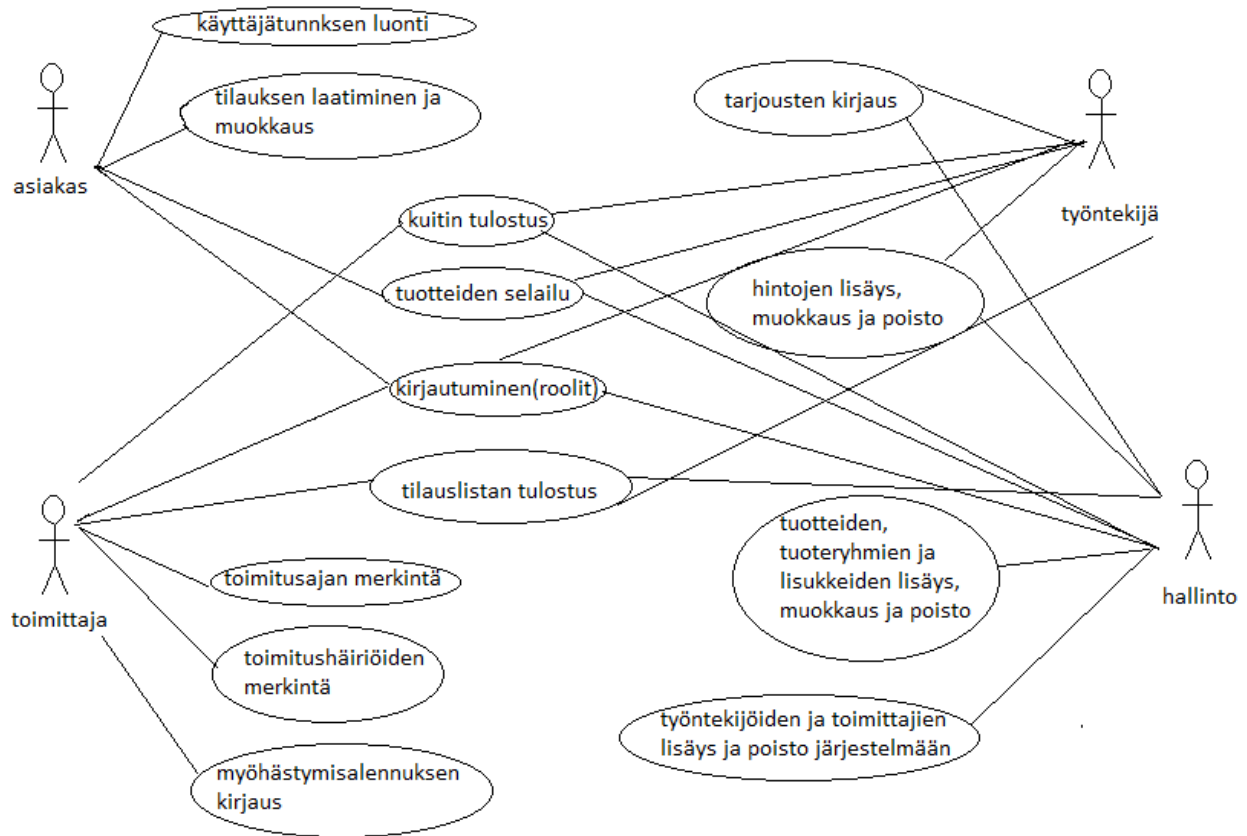 käyttäjätunnksen luonti
tilauksen laatiminen ja
muokkaus
tarjousten kirjaus
asiakas
työntekijä
kuitin tulostus
tuotteiden selailu
hintojen lisäys,
muokkaus ja poisto
kirjautuminen(roolit)
tilauslistan tulostus
tuotteiden,
tuoteryhmien ja
lisukkeiden lisäys,
muokkaus ja poisto
toimitusajan merkintä
toimittaja
hallinto
toimitushäiriöiden
merkintä
työntekijöiden ja toimittajien
lisäys ja poisto järjestelmään
myöhästymisalennuksen
kirjaus